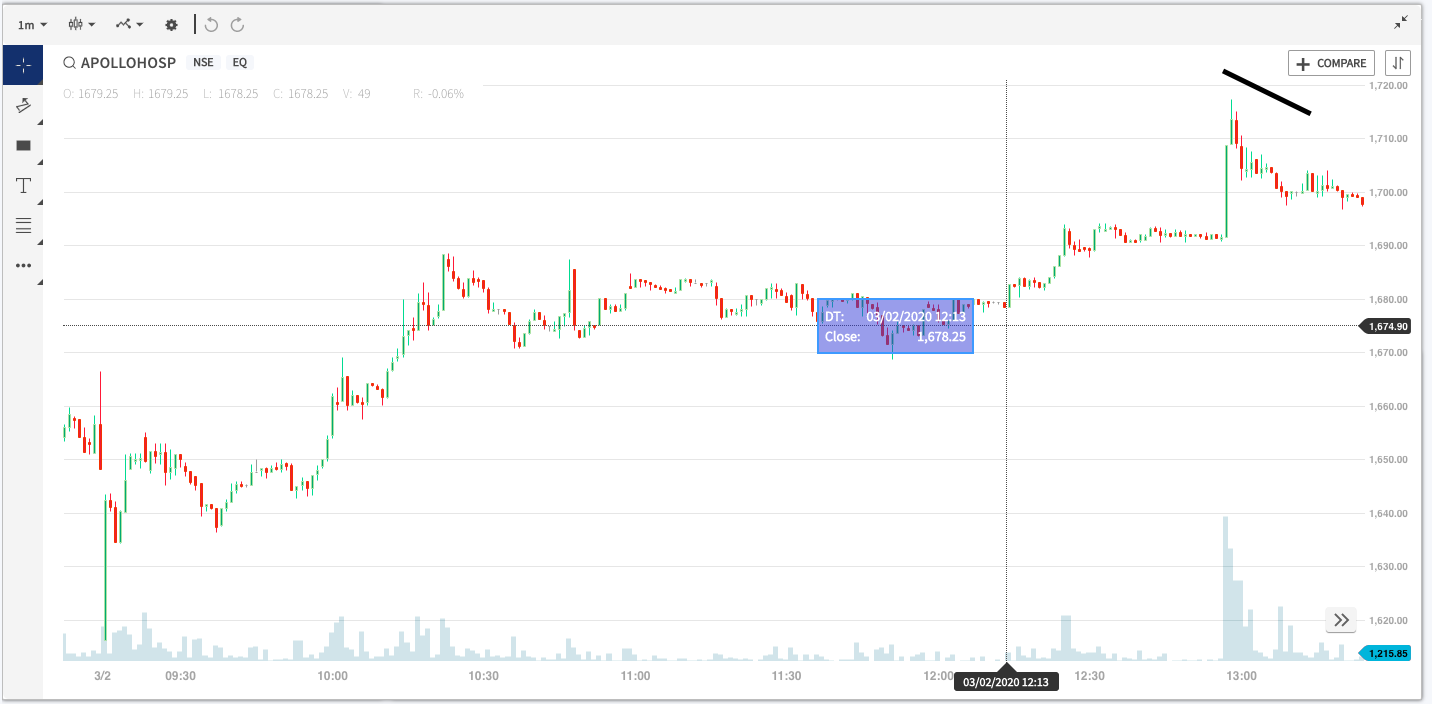 1m
APOLLOHOSP NSE EQ
COMPARE
O: 1679.25 H: 1679.25 L: 1678.25 C: 1678.25 V: 49 R: -0.06%
T
1,720.00
1,710.00
1,700.00
1,690.00
1,680.00
DT: 03/02/2020 12:13
1,674.90
Close: 1,678.25
1,670.00
1,660.00
1,650.00
1,640.00
1,630.00
1,620.00
1,215.85
3/2 09:30 10:00 10:30 11:00 11:30 12:00 12:30 13:00
03/02/2020 12:13